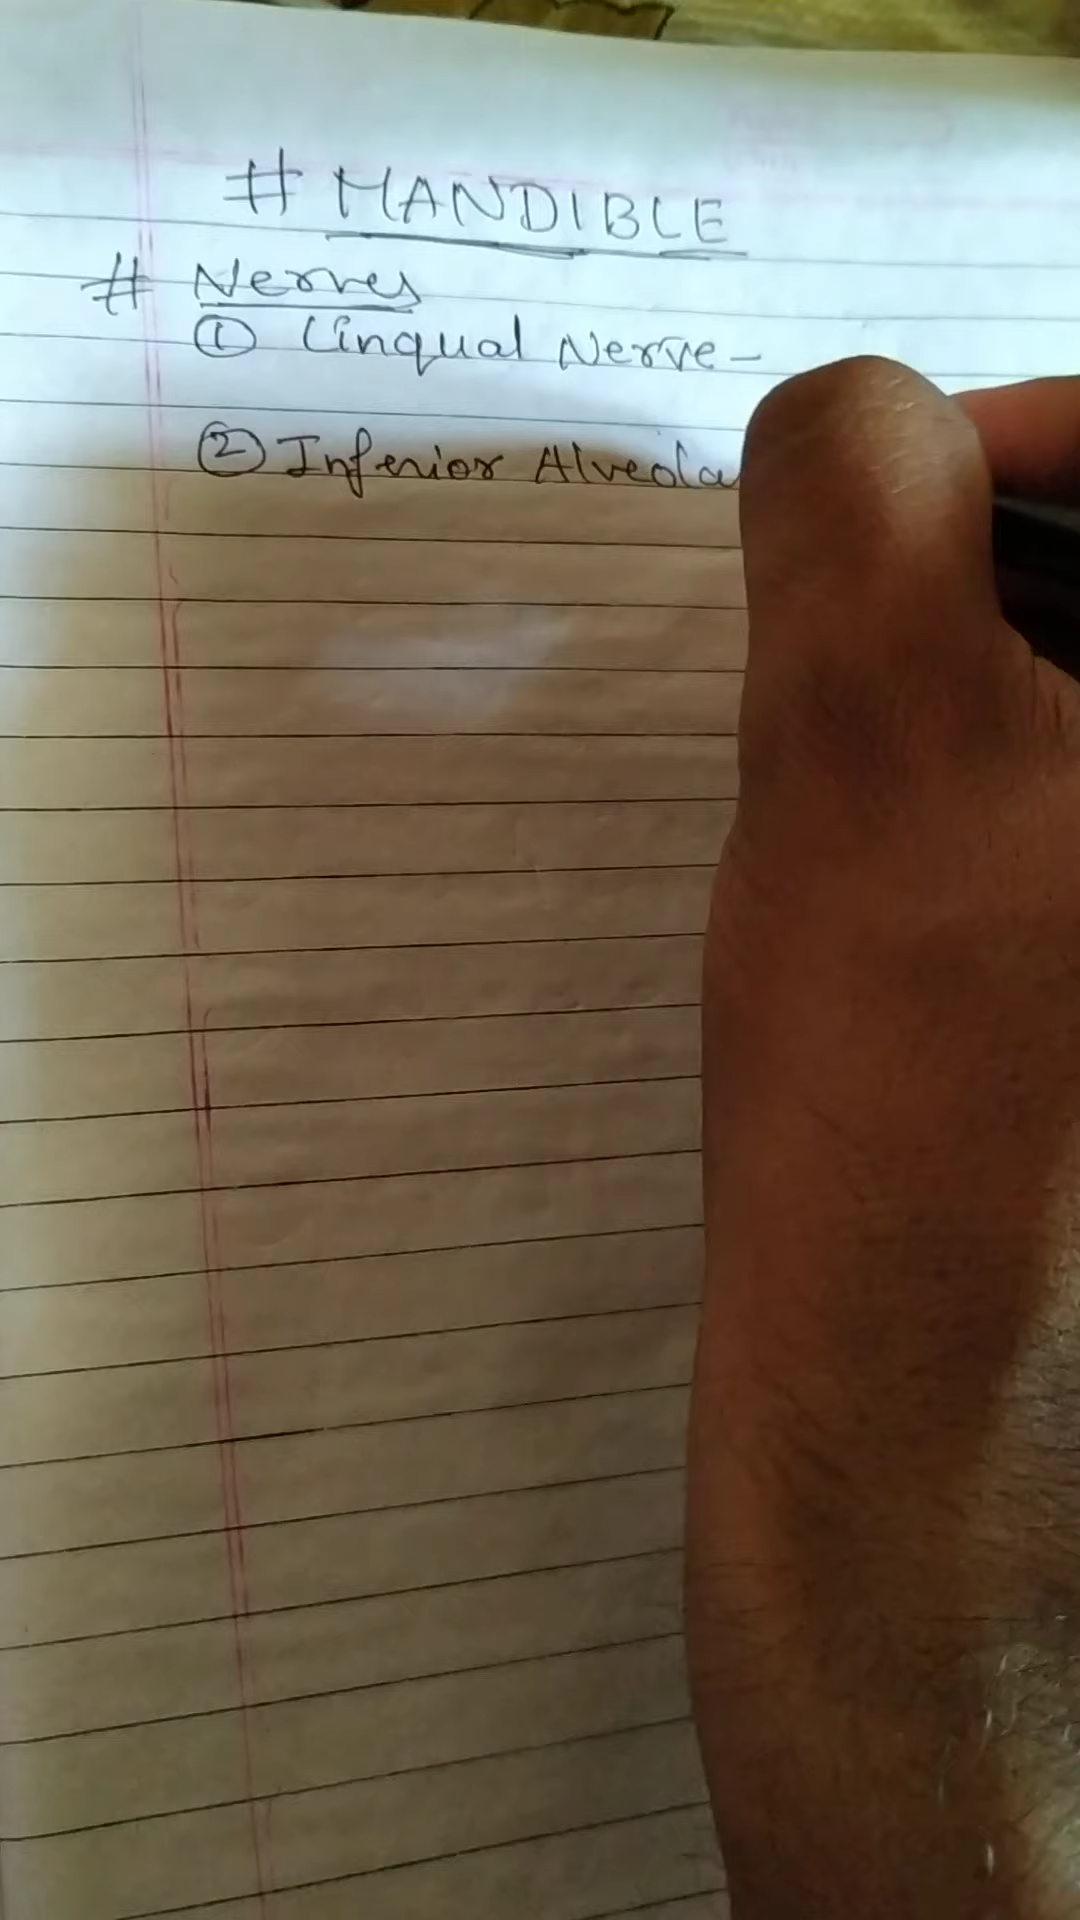 # MANDIBLE
# Nerves
① Linqual Nerve -
② Inferior Alveola